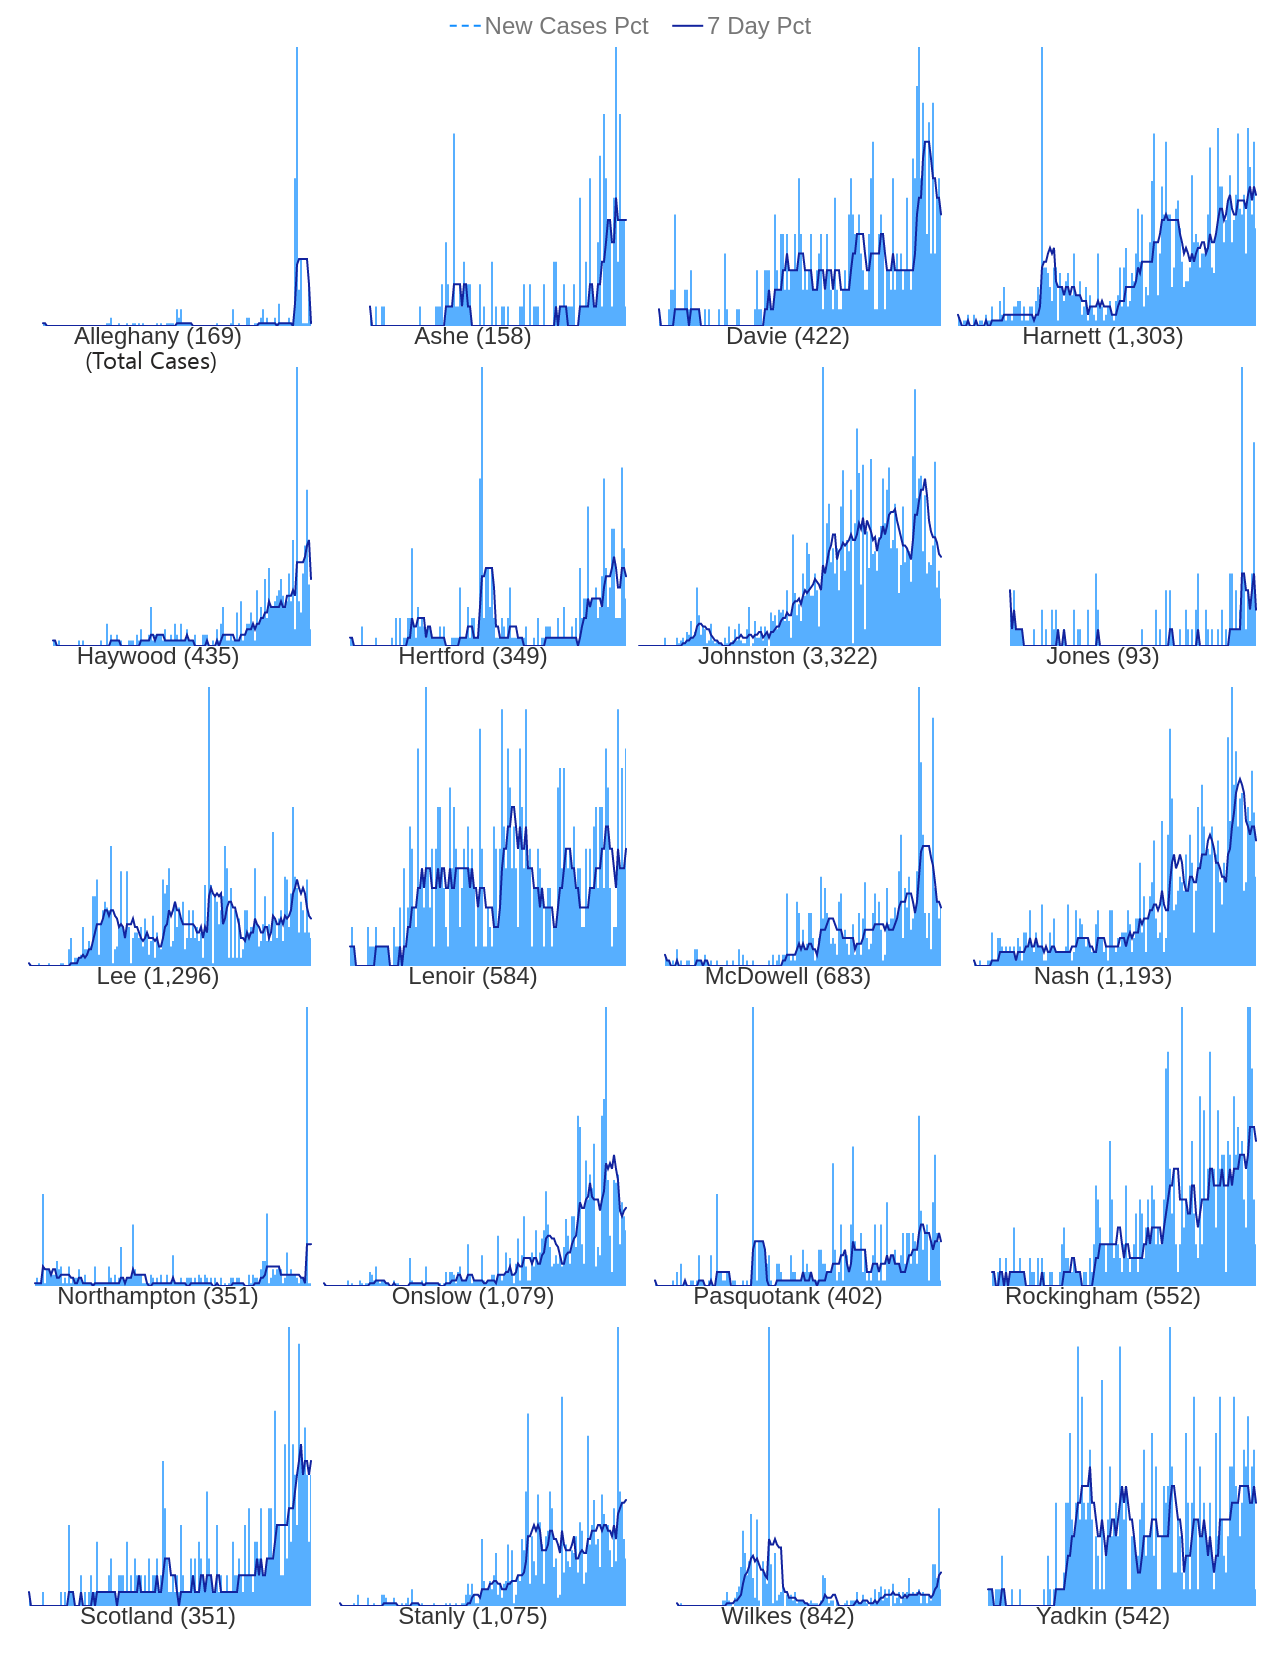 New Cases Pct 7 Day Pct
Alleghany (169) Ashe (158) Davie (422) Harnett (1,303)
(Total Cases)
Haywood (435) Hertford (349) Johnston (3,322) Jones (93)
Lee (1,296) Lenoir (584) McDowell (683) Nash (1,193)
Northampton (351) Onslow (1,079) Pasquotank (402) Rockingham (552)
Scotland (351) Stanly (1,075) Wilkes (842) Yadkin (542)